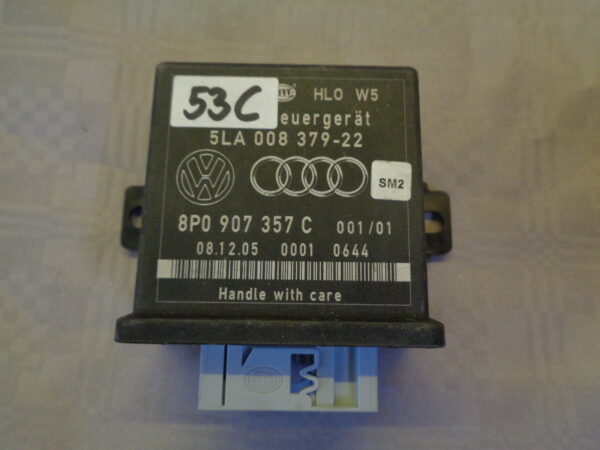 53C
HLO W5
euergerät
5LA 008 379-22
VW
SM2
8P0 907 357 C 001/01
08.12.05 0001 0644
Handle with care